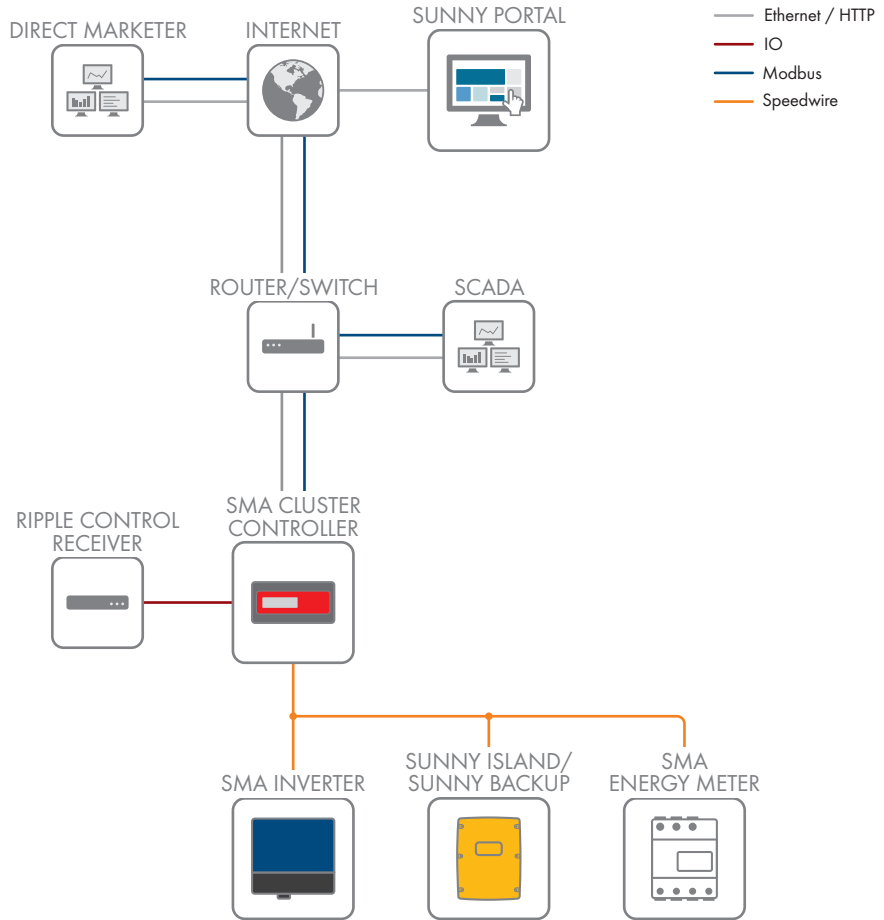 DIRECT MARKETER
INTERNET
SUNNY PORTAL
Ethernet / HTTP
IO
Modbus
Speedwire
ROUTER/SWITCH
SCADA
RIPPLE CONTROL
RECEIVER
SMA CLUSTER
CONTROLLER
SMA INVERTER
SUNNY ISLAND/
SUNNY BACKUP
SMA
ENERGY METER